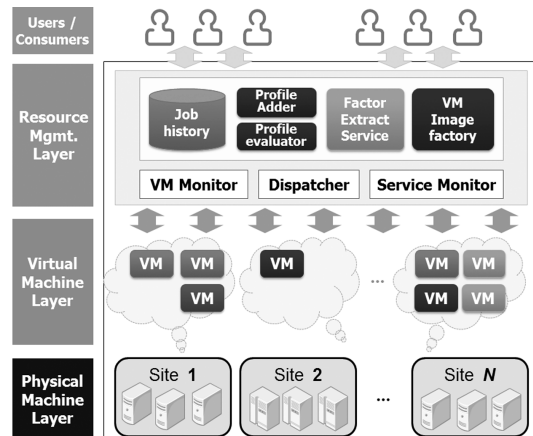 Users /
Consumers
Resource
Mgmt.
Layer
Job
history
Profile
Adder
Profile
evaluator
Factor
Extract
Service
VM
Image
factory
VM Monitor
Dispatcher
Service Monitor
Virtual
Machine
Layer
VM
VM
VM
VM
...
VM
VM
VM
VM
Physical
Machine
Layer
Site 1
Site 2
...
Site N